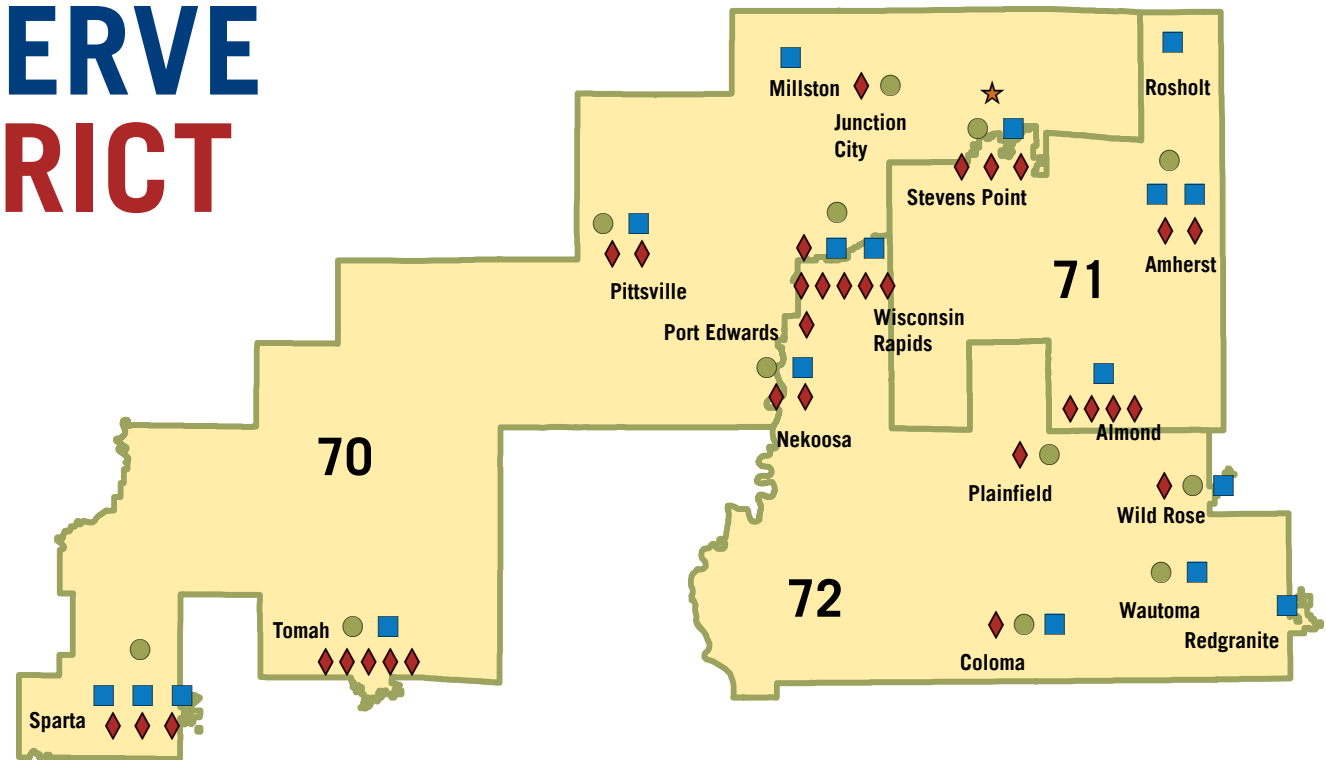 ERVE
RICT
Millston
Junction
City
Rosholt
Stevens Point
Amherst
71
Pittsville
Port Edwards
Wisconsin
Rapids
Nekoosa
Almond
70
Plainfield
Wild Rose
72
Wautoma
Redgranite
Tomah
Coloma
Sparta